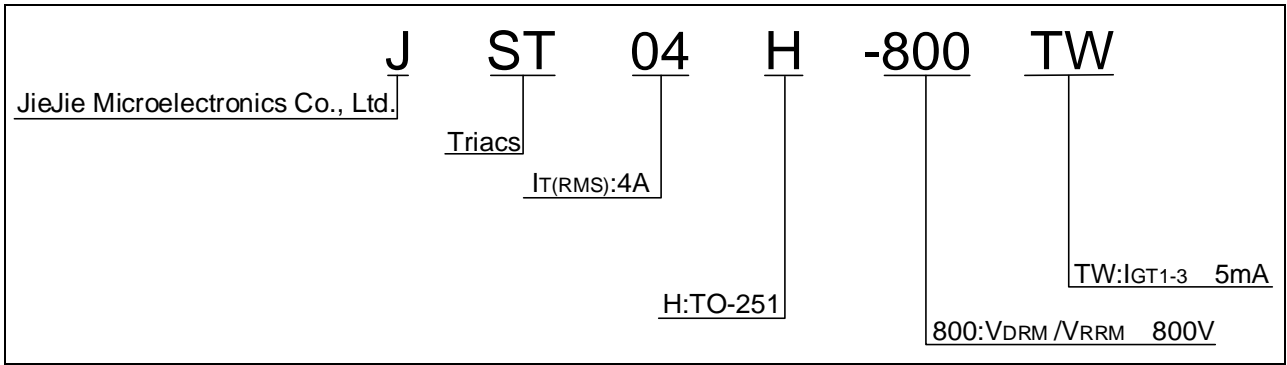 J ST 04 H -800 TW
JieJie Microelectronics Co., Ltd.
Triacs
IT(RMS):4A
TW:IGT1-3 5mA
H:TO-251
800:VDRM /VRRM 800V